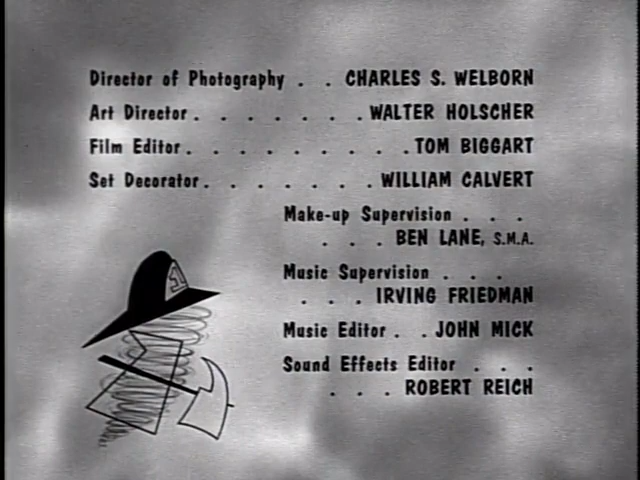 Director of Photography . . CHARLES S. WELBORN
Art Director . . . . . . . WALTER HOLSCHER
Film Editor . . . . . . . . . TOM BIGGART
Set Decorator . . . . . . . WILLIAM CALVERT
Make-up Supervision . . .
. . . BEN LANE, S.M.A.
Music Supervision . . . .
. . . IRVING FRIEDMAN
Music Editor . . JOHN MICK
Sound Effects Editor . . .
. . . ROBERT REICH
1